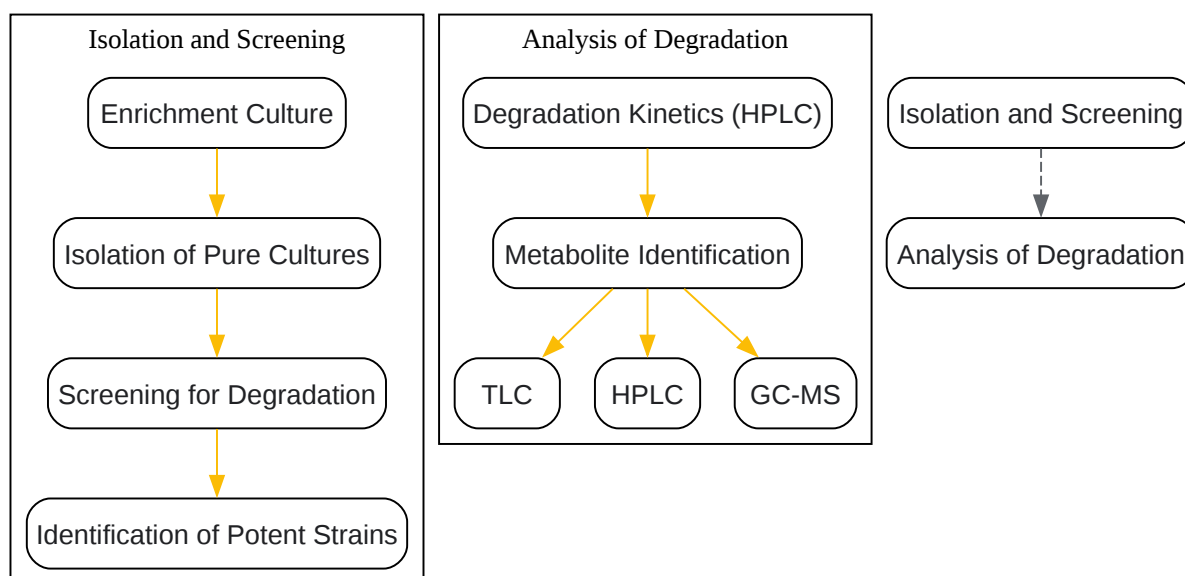 Isolation and Screening
Enrichment Culture
Isolation of Pure Cultures
Screening for Degradation
Identification of Potent Strains
Analysis of Degradation
Degradation Kinetics (HPLC)
Metabolite Identification
TLC
HPLC
GC-MS
Isolation and Screening
Analysis of Degradation